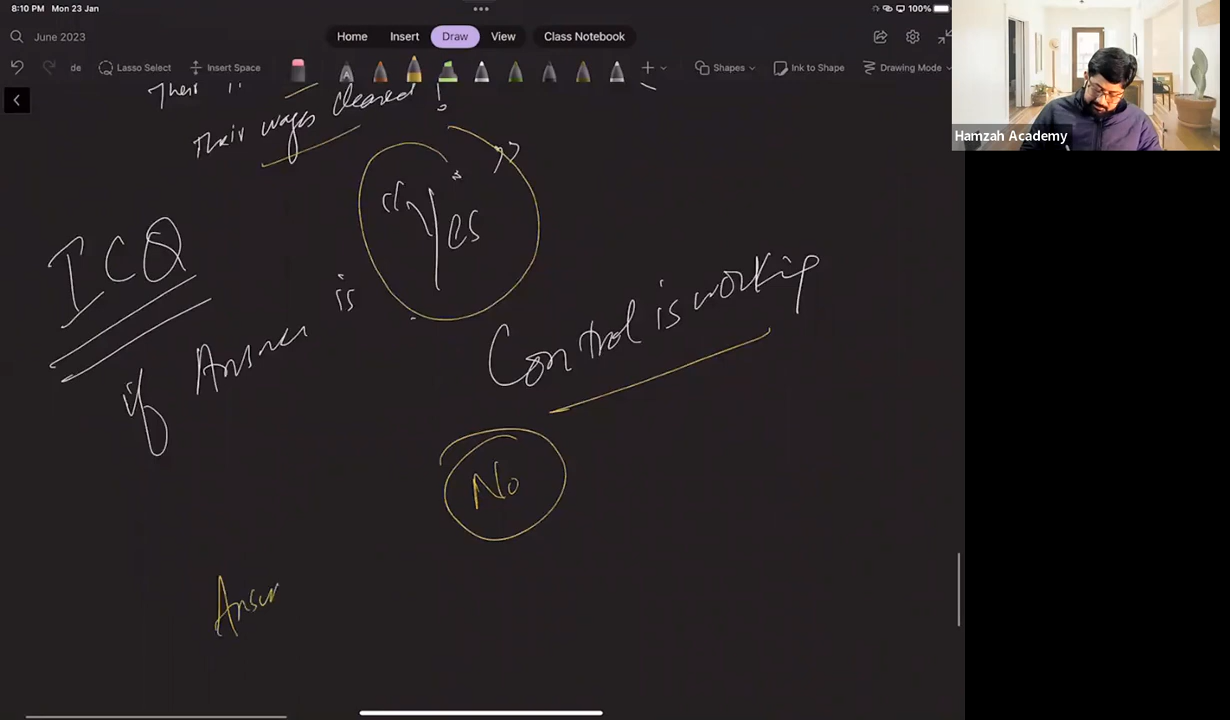 8:10 PM Mon 23 Jan
100%
June 2023
Home Insert Draw View Class Notebook
de Lasso Select Insert Space Shapes Ink to Shape Drawing Mode
Hamzah Academy
Their wages cleared !
"Yes"
ICQ
if Answer is
Control is working
No
Answ